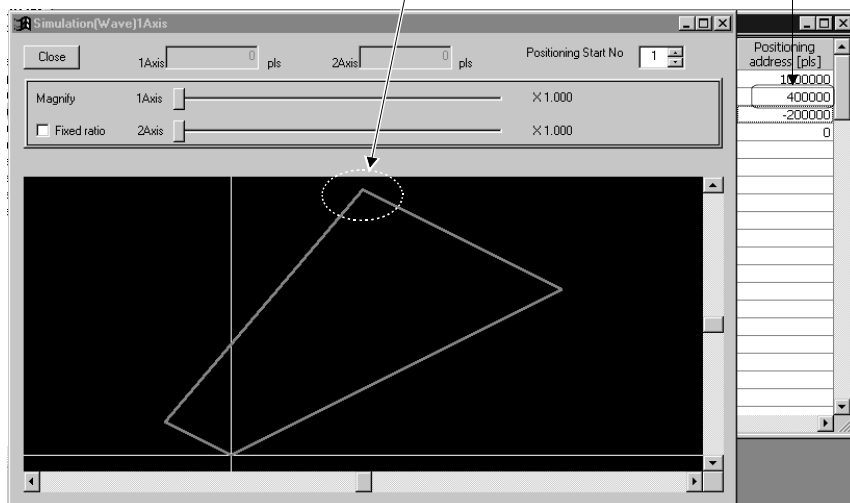 Simulation(Wave)1Axis
Close
1Axis 0 pls
2Axis 0 pls
Positioning Start No 1
Magnify 1Axis X1.000
Fixed ratio 2Axis X1.000
Positioning
address [pls]
1000000
400000
-200000
0